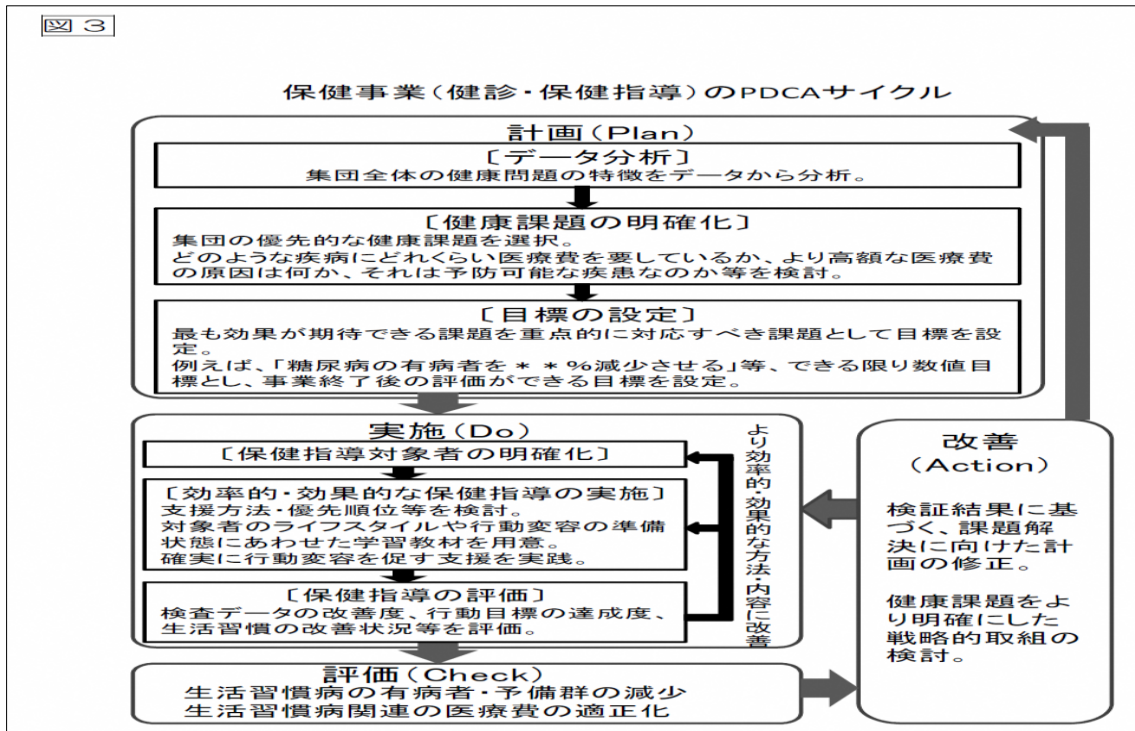 図 3
保健事業(健診・保健指導)のPDCAサイクル
計画(Plan)
[データ分析]
集団全体の健康問題の特徴をデータから分析。
[健康課題の明確化]
集団の優先的な健康課題を選択。
どのような疾病にどれくらい医療費を要しているか、より高額な医療費
の原因は何か、それは予防可能な疾患なのか等を検討。
[目標の設定]
最も効果が期待できる課題を重点的に対応すべき課題として目標を設
定。
例えば、「糖尿病の有病者を**%減少させる」等、できる限り数値目
標とし、事業終了後の評価ができる目標を設定。
実施(Do)
[保健指導対象者の明確化]
[効率的・効果的な保健指導の実施]
支援方法・優先順位等を検討。
対象者のライフスタイルや行動変容の準備
状態にあわせた学習教材を用意。
確実に行動変容を促す支援を実践。
[保健指導の評価]
検査データの改善度、行動目標の達成度、
生活習慣の改善状況等を評価。
より効率的・効果的な方法・内容に改善
評価(Check)
生活習慣病の有病者・予備群の減少
生活習慣病関連の医療費の適正化
改善
(Action)
検証結果に基
づく、課題解
決に向けた計
画の修正。
健康課題をよ
り明確にした
戦略的取組の
検討。